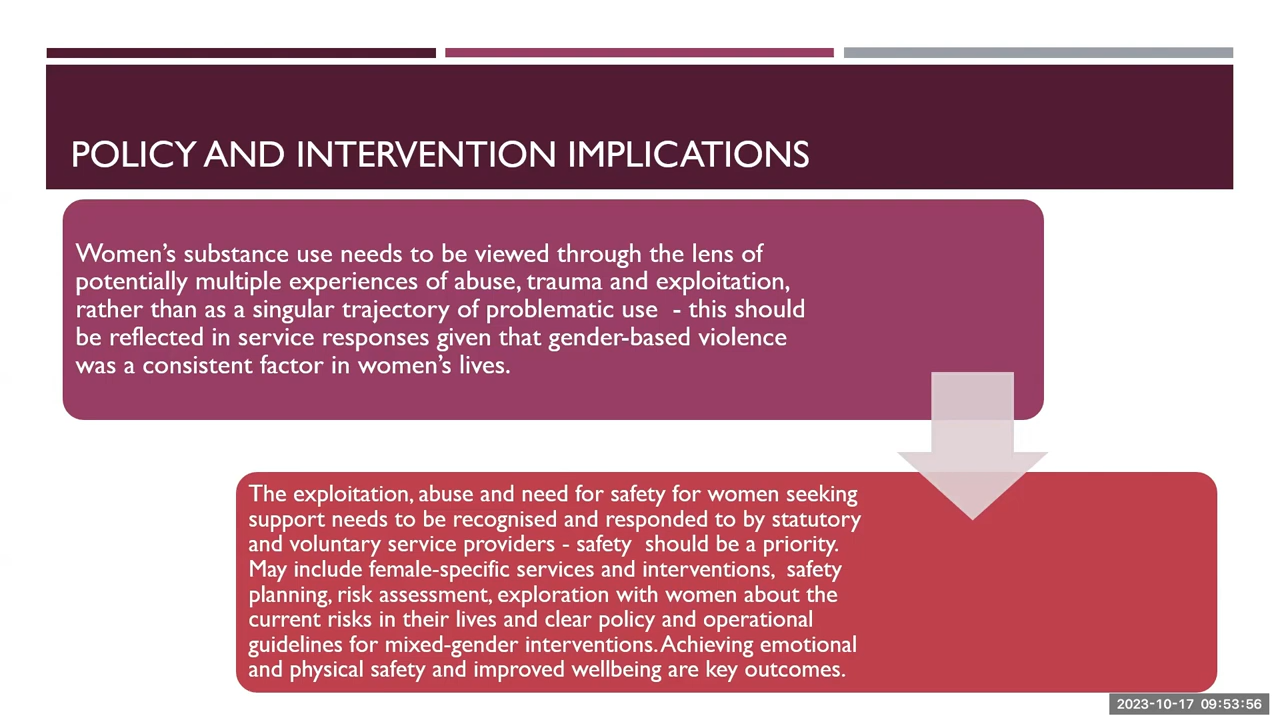 POLICY AND INTERVENTION IMPLICATIONS
Women’s substance use needs to be viewed through the lens of
potentially multiple experiences of abuse, trauma and exploitation,
rather than as a singular trajectory of problematic use  - this should
be reflected in service responses given that gender-based violence
was a consistent factor in women’s lives.
The exploitation, abuse and need for safety for women seeking
support needs to be recognised and responded to by statutory
and voluntary service providers - safety  should be a priority.
May include female-specific services and interventions,  safety
planning, risk assessment, exploration with women about the
current risks in their lives and clear policy and operational
guidelines for mixed-gender interventions. Achieving emotional
and physical safety and improved wellbeing are key outcomes.
2023-10-17 09:53:56